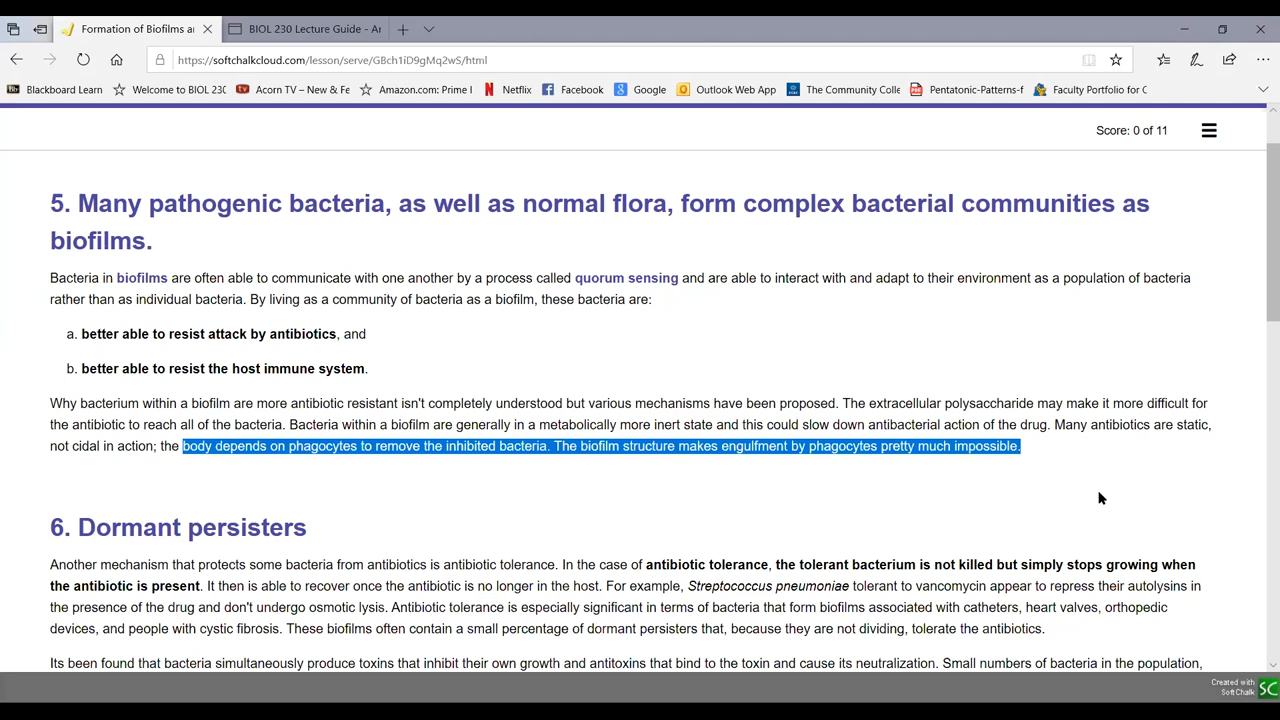 Formation of Biofilms a
BIOL 230 Lecture Guide - Ar
https://softchalkcloud.com/lesson/serve/GBch1iD9gMq2wS/html
Blackboard Learn
Welcome to BIOL 230
Acorn TV – New & Fe
Amazon.com: Prime I
Netflix
Facebook
Google
Outlook Web App
The Community Colle
Pentatonic-Patterns-f
Faculty Portfolio for C
Score: 0 of 11
5. Many pathogenic bacteria, as well as normal flora, form complex bacterial communities as
biofilms.
Bacteria in biofilms are often able to communicate with one another by a process called quorum sensing and are able to interact with and adapt to their environment as a population of bacteria
rather than as individual bacteria. By living as a community of bacteria as a biofilm, these bacteria are:
a. better able to resist attack by antibiotics, and
b. better able to resist the host immune system.
Why bacterium within a biofilm are more antibiotic resistant isn't completely understood but various mechanisms have been proposed. The extracellular polysaccharide may make it more difficult for
the antibiotic to reach all of the bacteria. Bacteria within a biofilm are generally in a metabolically more inert state and this could slow down antibacterial action of the drug. Many antibiotics are static,
not cidal in action; the body depends on phagocytes to remove the inhibited bacteria. The biofilm structure makes engulfment by phagocytes pretty much impossible.
6. Dormant persisters
Another mechanism that protects some bacteria from antibiotics is antibiotic tolerance. In the case of antibiotic tolerance, the tolerant bacterium is not killed but simply stops growing when
the antibiotic is present. It then is able to recover once the antibiotic is no longer in the host. For example, Streptococcus pneumoniae tolerant to vancomycin appear to repress their autolysins in
the presence of the drug and don't undergo osmotic lysis. Antibiotic tolerance is especially significant in terms of bacteria that form biofilms associated with catheters, heart valves, orthopedic
devices, and people with cystic fibrosis. These biofilms often contain a small percentage of dormant persisters that, because they are not dividing, tolerate the antibiotics.
Its been found that bacteria simultaneously produce toxins that inhibit their own growth and antitoxins that bind to the toxin and cause its neutralization. Small numbers of bacteria in the population,
Created with
SoftChalk
SC